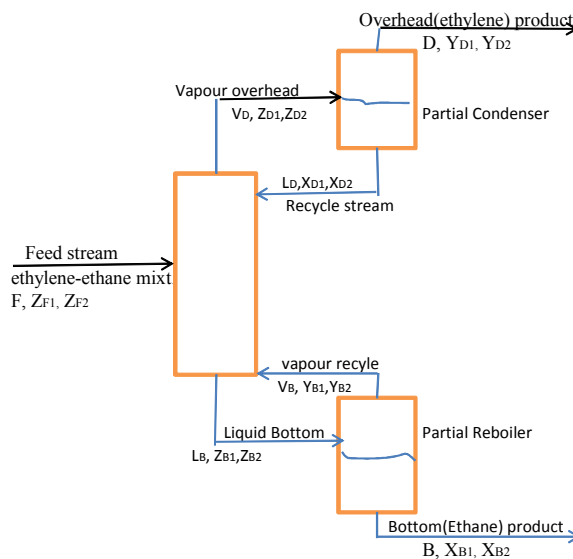 Overhead(ethylene) product
D, YD1, YD2
Vapour overhead
VD, ZD1,ZD2
Partial Condenser
LD,XD1,XD2
Recycle stream
Feed stream
ethylene-ethane mixt
F, ZF1, ZF2
vapour recyle
VB, YB1,YB2
Liquid Bottom
Partial Reboiler
LB, ZB1,ZB2
Bottom(Ethane) product
B, XB1, XB2